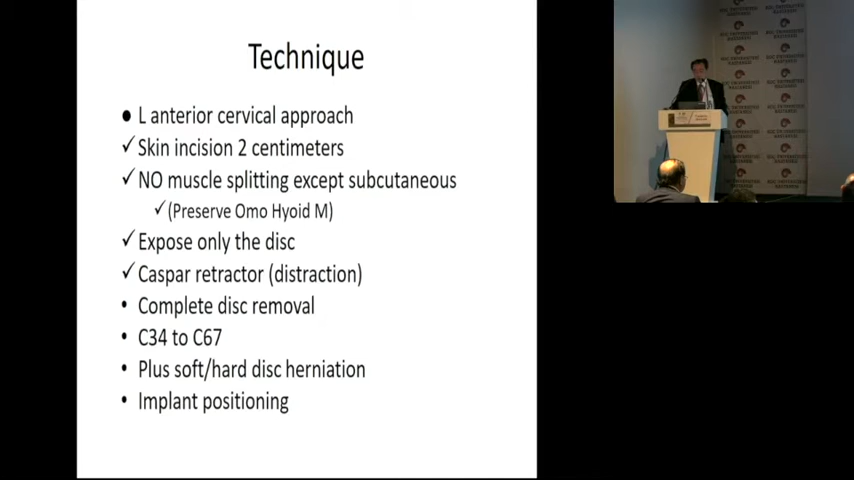 Technique
● L anterior cervical approach
✓ Skin incision 2 centimeters
✓ NO muscle splitting except subcutaneous
✓ (Preserve Omo Hyoid M)
✓ Expose only the disc
✓ Caspar retractor (distraction)
• Complete disc removal
• C34 to C67
• Plus soft/hard disc herniation
• Implant positioning